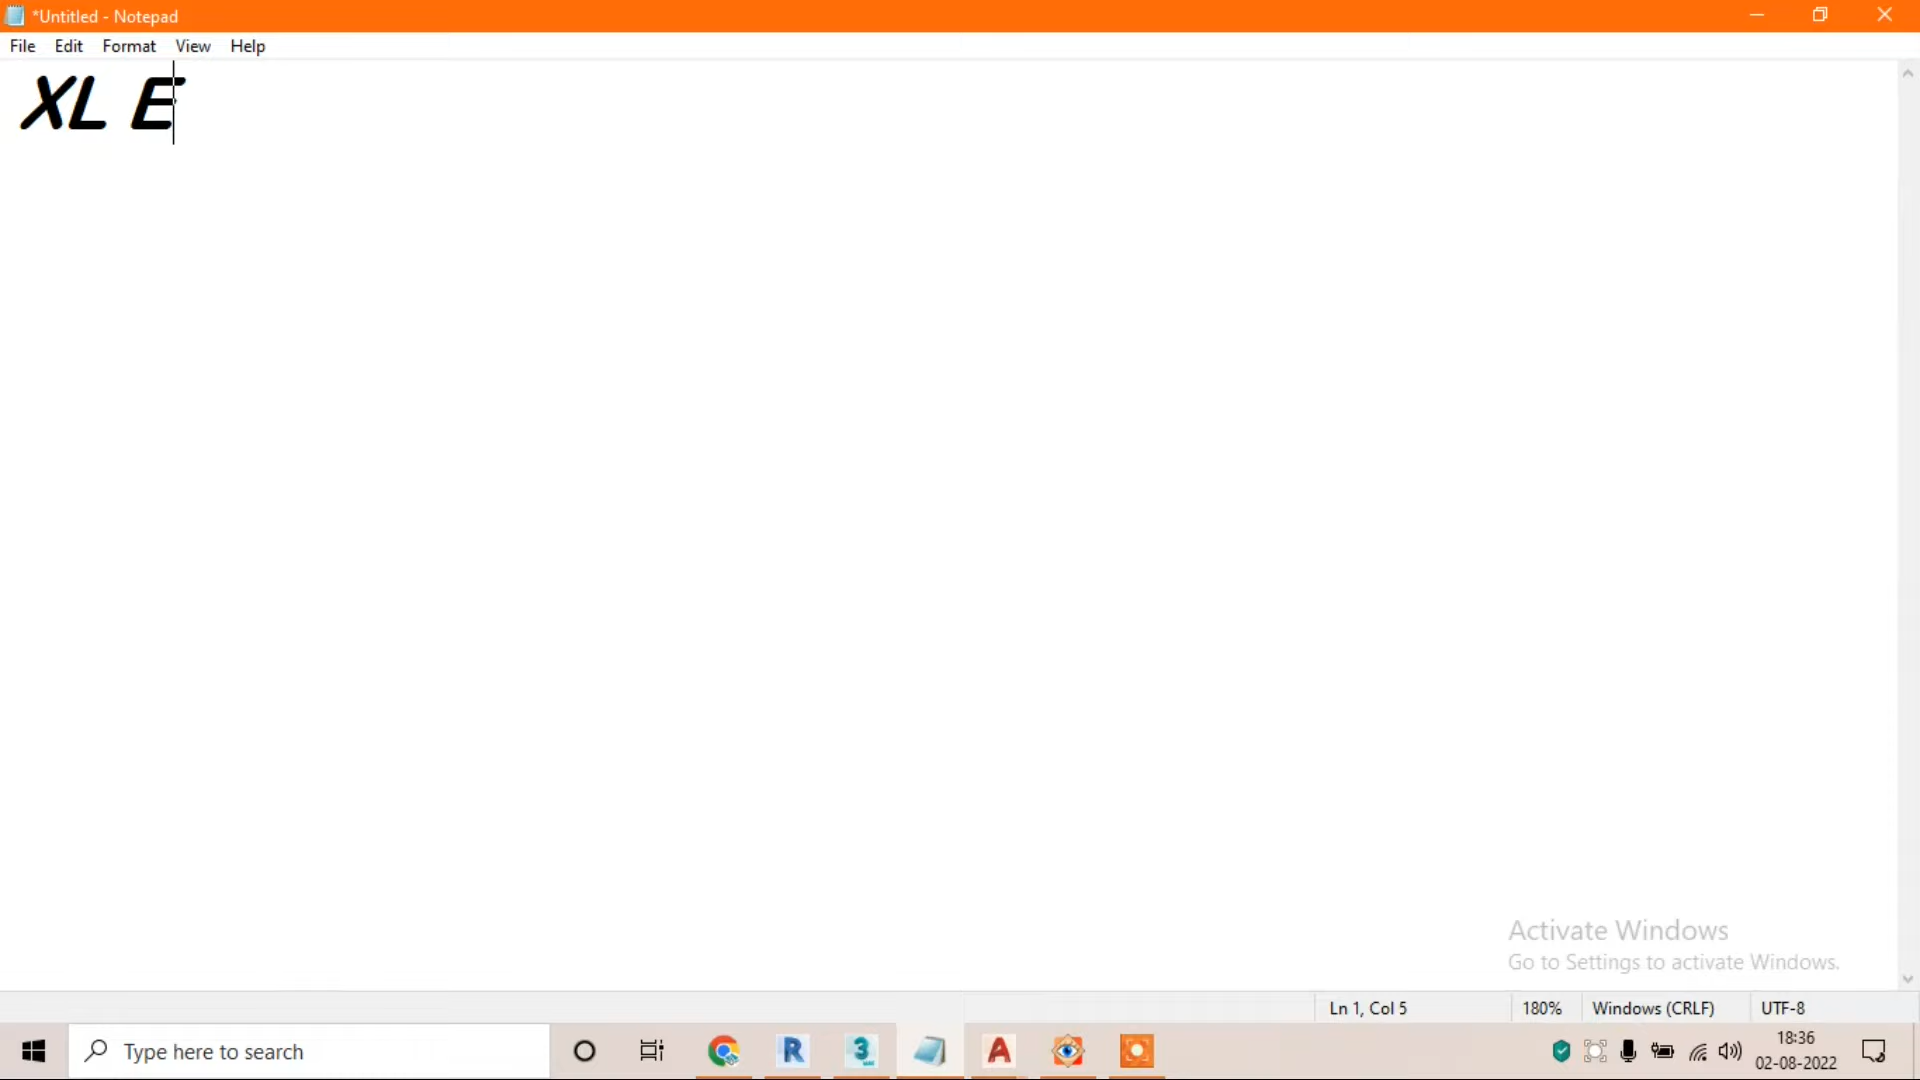 *Untitled - Notepad
File Edit Format View Help
XL E
Activate Windows
Go to Settings to activate Windows.
Ln 1, Col 5 180% Windows (CRLF) UTF-8
Type here to search
R 3 A
18:36
02-08-2022